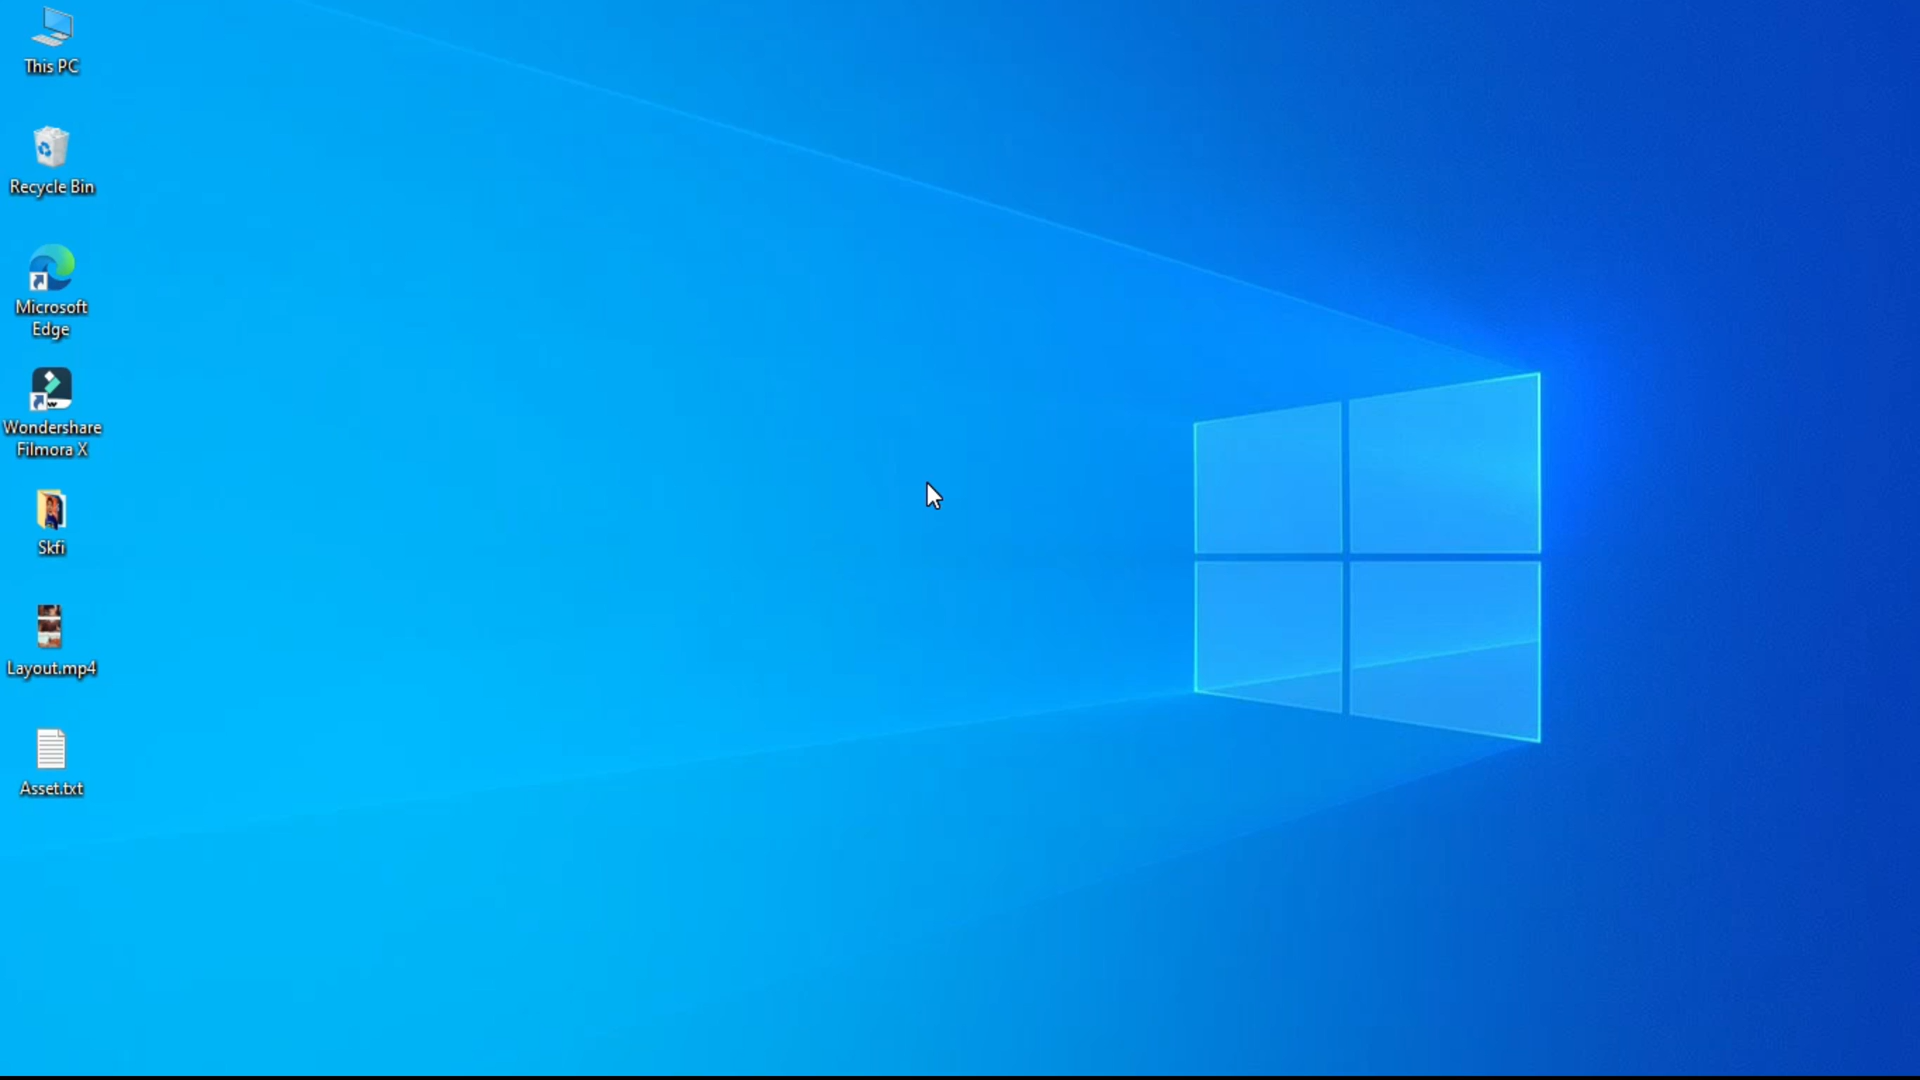 This PC
Recycle Bin
Microsoft
Edge
Wondershare
Filmora X
Skfi
Layout.mp4
Asset.txt